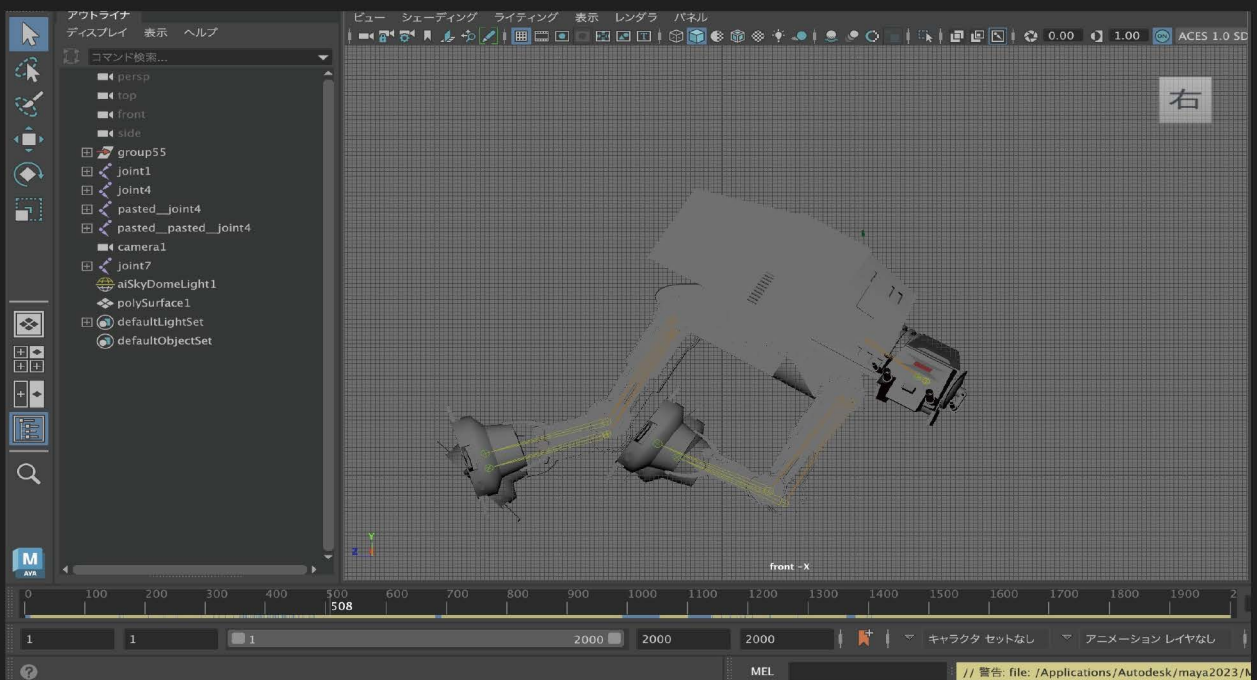 アウトライナ
ディスプレイ 表示 ヘルプ
コマンド検索...
persp
top
front
side
group55
joint1
joint4
pasted__joint4
pasted__pasted__joint4
camera1
joint7
aiSkyDomeLight1
polySurface1
defaultLightSet
defaultObjectSet
ビュー シェーディング ライティング 表示 レンダラ パネル
0.00 1.00 ACES 1.0 SD
右
Y
Z
front -X
M
AYA
0 100 200 300 400 500 600 700 800 900 1000 1100 1200 1300 1400 1500 1600 1700 1800 1900 2
508
1 1 1 2000 2000 2000 キャラクタ セットなし アニメーション レイヤなし
MEL // 警告: file: /Applications/Autodesk/maya2023/M